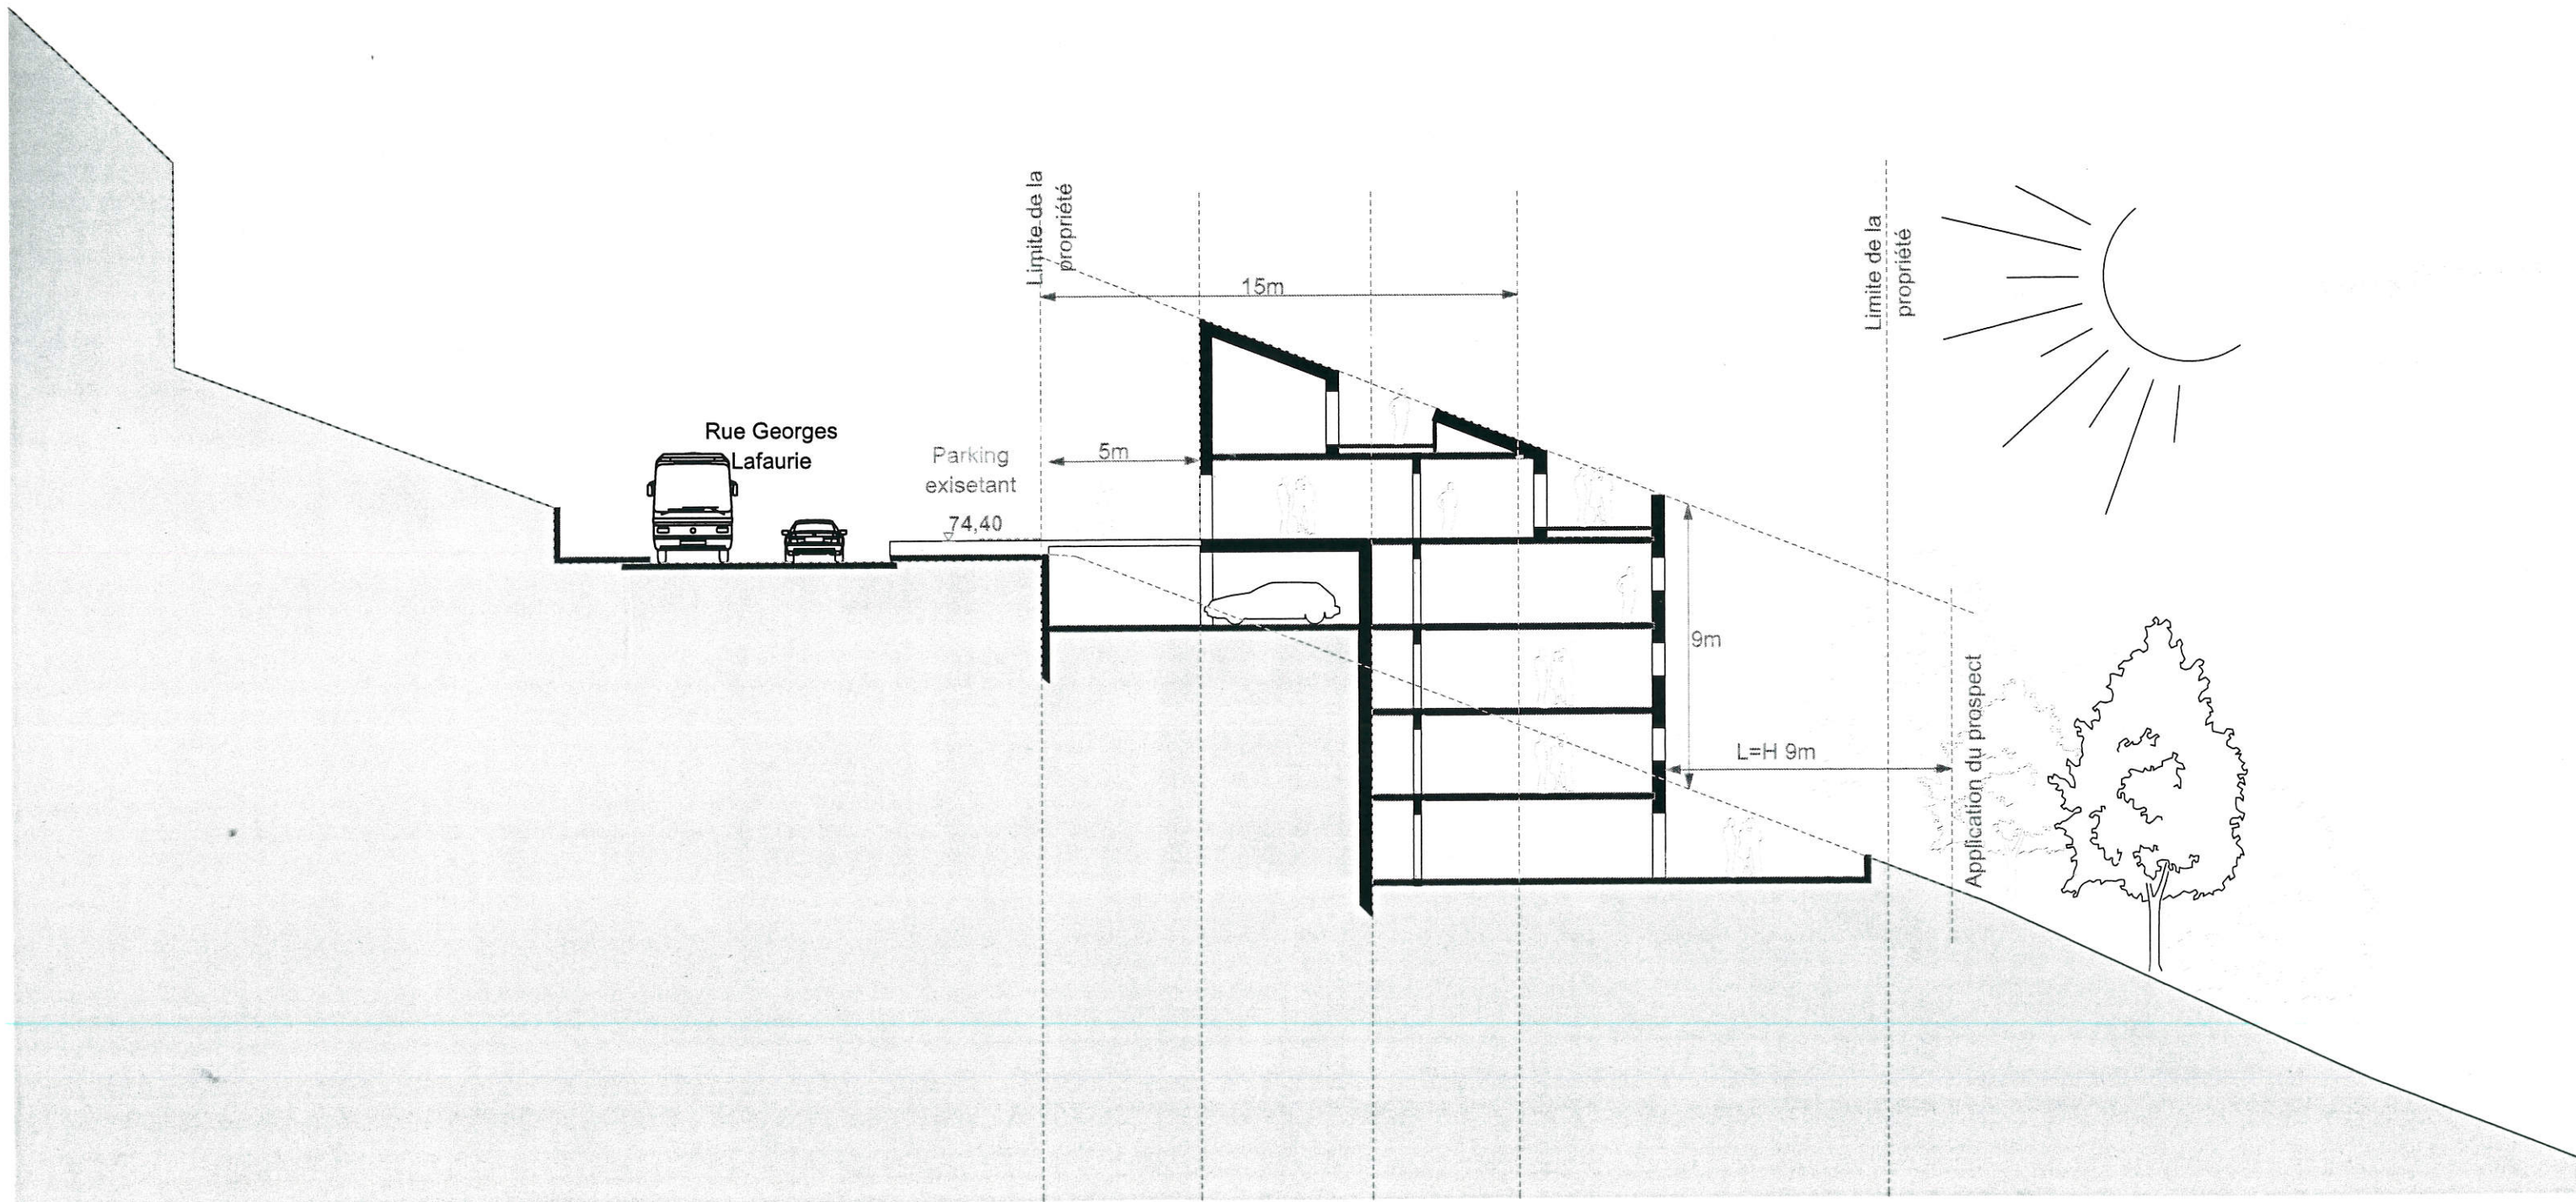 Limite de la
propriété
15m
Limite de la
propriété
Rue Georges
Lafaurie
Parking
exisetant
5m
74,40
9m
L=H 9m
Application du prospect